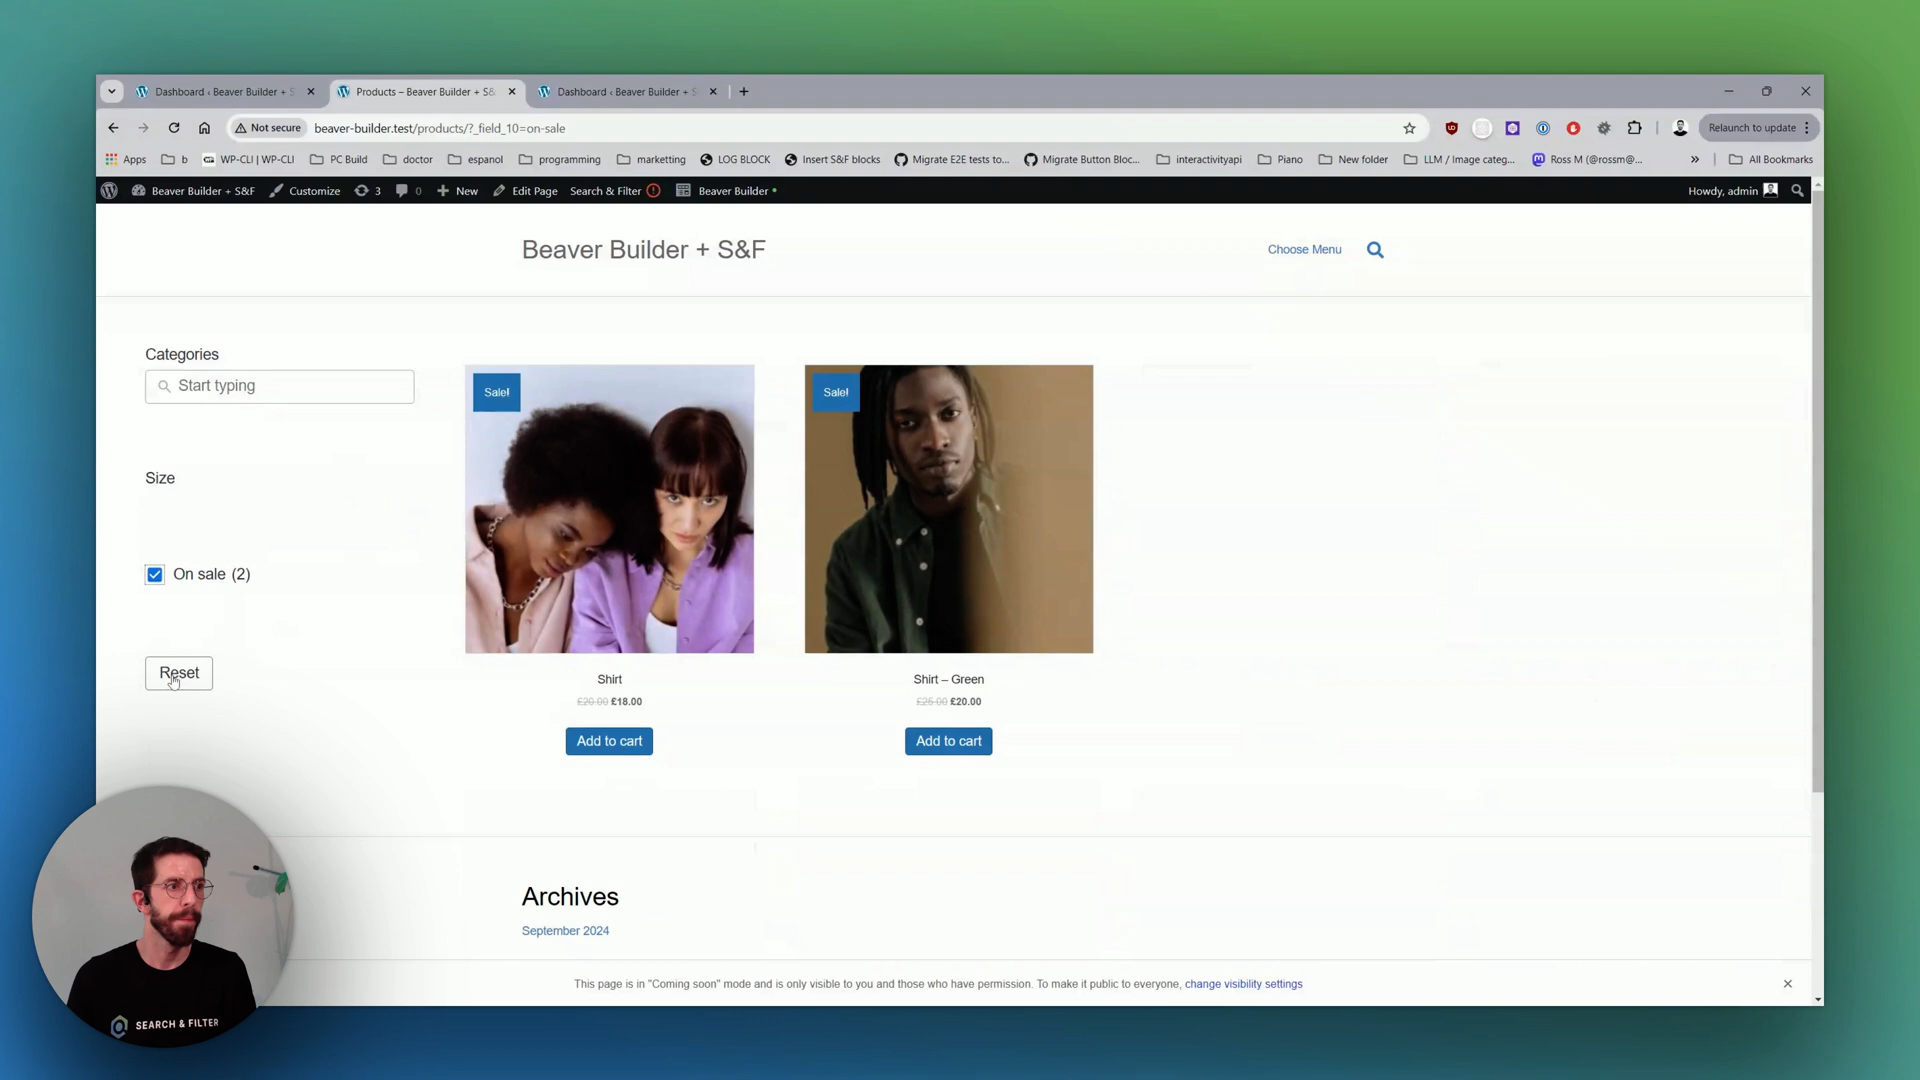 Dashboard ‹ Beaver Builder + S
Products – Beaver Builder + S&
Dashboard ‹ Beaver Builder + S
Not secure
beaver-builder.test/products/?_field_10=on-sale
Relaunch to update
Apps
b
WP-CLI | WP-CLI
PC Build
doctor
espanol
programming
marketting
LOG BLOCK
Insert S&F blocks
Migrate E2E tests to...
Migrate Button Bloc...
interactivityapi
Piano
New folder
LLM / Image categ...
Ross M (@rossm@...
»
All Bookmarks
Beaver Builder + S&F
Customize
3
0
New
Edit Page
Search & Filter
Beaver Builder
Howdy, admin
Beaver Builder + S&F
Choose Menu
Categories
Start typing
Size
On sale (2)
Reset
Sale!
Shirt
£20.00 £18.00
Add to cart
Sale!
Shirt – Green
£25.00 £20.00
Add to cart
Archives
September 2024
This page is in "Coming soon" mode and is only visible to you and those who have permission. To make it public to everyone, change visibility settings
SEARCH & FILTER